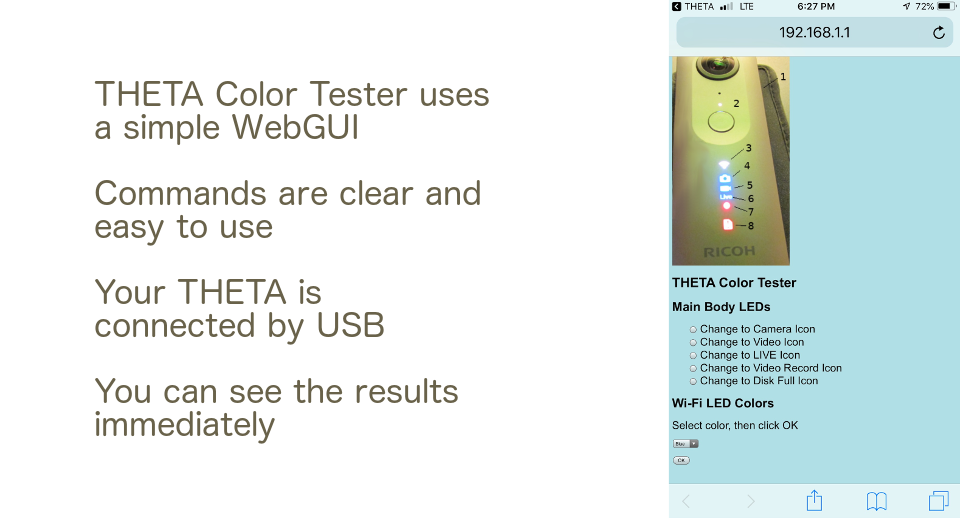 THETA Color Tester uses
a simple WebGUI
Commands are clear and
easy to use
Your THETA is
connected by USB
You can see the results
immediately
THETA LTE 6:27 PM 72%
192.168.1.1
1
2
3
4
5
Live 6
7
8
RICOH
THETA Color Tester
Main Body LEDs
Change to Camera Icon
Change to Video Icon
Change to LIVE Icon
Change to Video Record Icon
Change to Disk Full Icon
Wi-Fi LED Colors
Select color, then click OK
Blue
OK